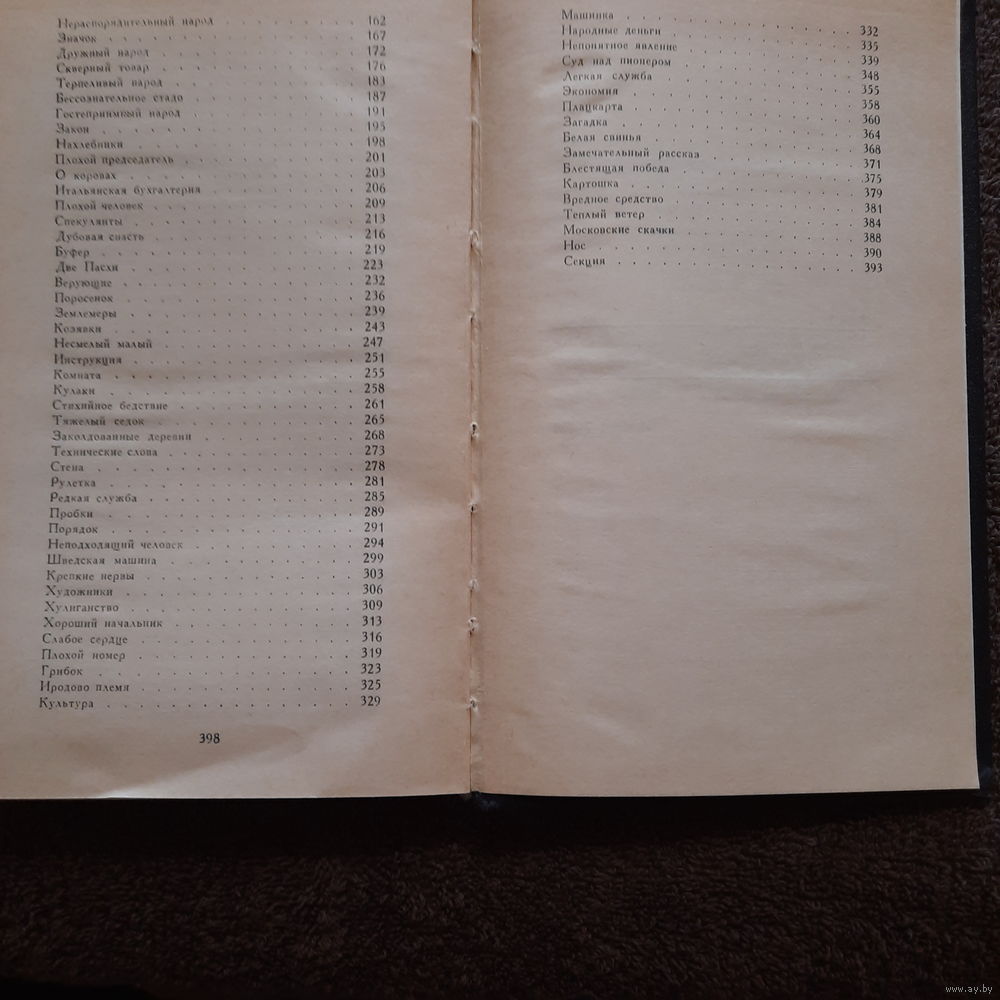 Нераспорядительный народ . . . . . . . . . 162
Значок . . . . . . . . . 167
Дружный народ . . . . . . . . . 172
Скверный товар . . . . . . . . . 176
Терпеливый народ . . . . . . . . . 183
Бессознательное стадо . . . . . . . . . 187
Гостеприимный народ . . . . . . . . . 191
Закон . . . . . . . . . 195
Нахлебники . . . . . . . . . 198
Плохой председатель . . . . . . . . . 201
О коровах . . . . . . . . . 203
Итальянская бухгалтерия . . . . . . . . . 206
Плохой человек . . . . . . . . . 209
Спекулянты . . . . . . . . . 213
Дубовая снасть . . . . . . . . . 216
Буфер . . . . . . . . . 219
Две Пасхи . . . . . . . . . 223
Верующие . . . . . . . . . 232
Поросенок . . . . . . . . . 236
Землемеры . . . . . . . . . 239
Козявки . . . . . . . . . 243
Несмелый малый . . . . . . . . . 247
Инструкция . . . . . . . . . 251
Комната . . . . . . . . . 255
Кулаки . . . . . . . . . 258
Стихийное бедствие . . . . . . . . . 261
Тяжелый седок . . . . . . . . . 265
Заколдованные деревни . . . . . . . . . 268
Технические слова . . . . . . . . . 273
Стена . . . . . . . . . 278
Рулетка . . . . . . . . . 281
Редкая служба . . . . . . . . . 285
Пробки . . . . . . . . . 289
Порядок . . . . . . . . . 291
Неподходящий человек . . . . . . . . . 294
Шведская машина . . . . . . . . . 299
Крепкие нервы . . . . . . . . . 303
Художники . . . . . . . . . 306
Хулиганство . . . . . . . . . 309
Хороший начальник . . . . . . . . . 313
Слабое сердце . . . . . . . . . 316
Плохой номер . . . . . . . . . 319
Грибок . . . . . . . . . 323
Иродово племя . . . . . . . . . 325
Культура . . . . . . . . . 329
398
Машинка . . . . . . . . . 332
Народные деньги . . . . . . . . . 335
Непонятное явление . . . . . . . . . 339
Суд над пионером . . . . . . . . . 348
Легкая служба . . . . . . . . . 355
Экономия . . . . . . . . . 358
Плацкарта . . . . . . . . . 360
Загадка . . . . . . . . . 364
Белая свинья . . . . . . . . . 368
Замечательный рассказ . . . . . . . . . 371
Блестящая победа . . . . . . . . . 375
Картошка . . . . . . . . . 379
Вредное средство . . . . . . . . . 381
Теплый ветер . . . . . . . . . 384
Московские скачки . . . . . . . . . 388
Нос . . . . . . . . . 390
Секция . . . . . . . . . 393
www.ay.by